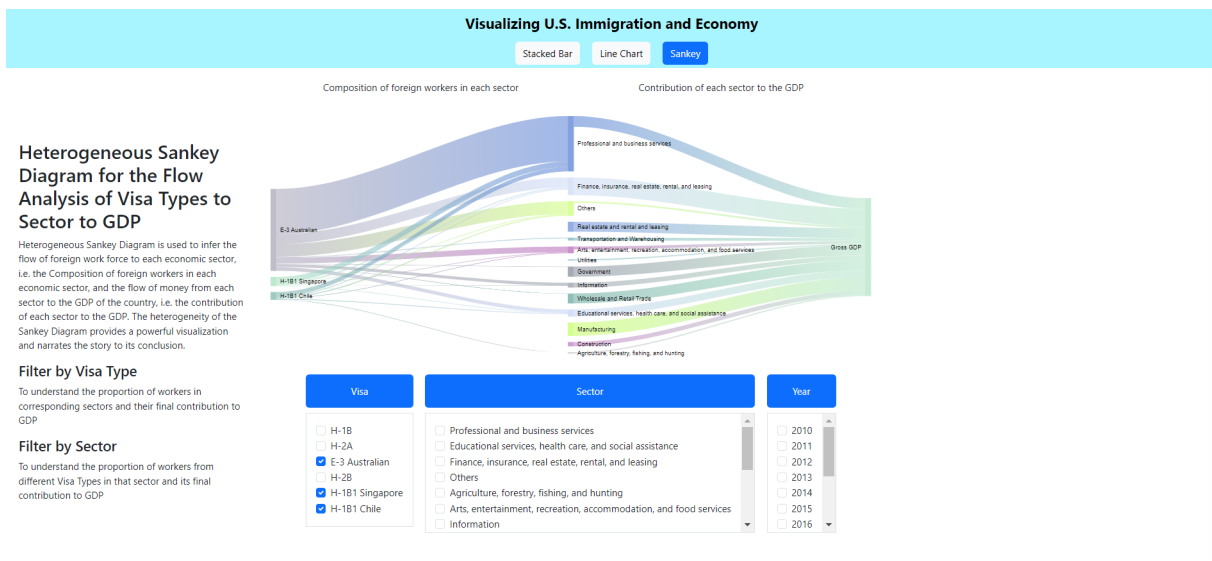 Visualizing U.S. Immigration and Economy
Stacked Bar
Line Chart
Sankey
Composition of foreign workers in each sector
Contribution of each sector to the GDP
Heterogeneous Sankey
Diagram for the Flow
Analysis of Visa Types to
Sector to GDP
Heterogeneous Sankey Diagram is used to infer the
flow of foreign work force to each economic sector,
i.e. the Composition of foreign workers in each
economic sector, and the flow of money from each
sector to the GDP of the country, i.e. the contribution
of each sector to the GDP. The heterogeneity of the
Sankey Diagram provides a powerful visualization
and narrates the story to its conclusion.
Filter by Visa Type
To understand the proportion of workers in
corresponding sectors and their final contribution to
GDP
Filter by Sector
To understand the proportion of workers from
different Visa Types in that sector and its final
contribution to GDP
E-3 Australian
H-1B1 Singapore
H-1B1 Chile
Professional and business services
Finance, insurance, real estate, rental, and leasing
Others
Real estate and rental and leasing
Transportation and Warehousing
Arts, entertainment, recreation, accommodation, and food services
Utilities
Government
Information
Wholesale and Retail Trade
Educational services, health care, and social assistance
Manufacturing
Construction
Agriculture, forestry, fishing, and hunting
Gross GDP
Visa
H-1B
H-2A
E-3 Australian
H-2B
H-1B1 Singapore
H-1B1 Chile
Sector
Professional and business services
Educational services, health care, and social assistance
Finance, insurance, real estate, rental, and leasing
Others
Agriculture, forestry, fishing, and hunting
Arts, entertainment, recreation, accommodation, and food services
Information
Year
2010
2011
2012
2013
2014
2015
2016